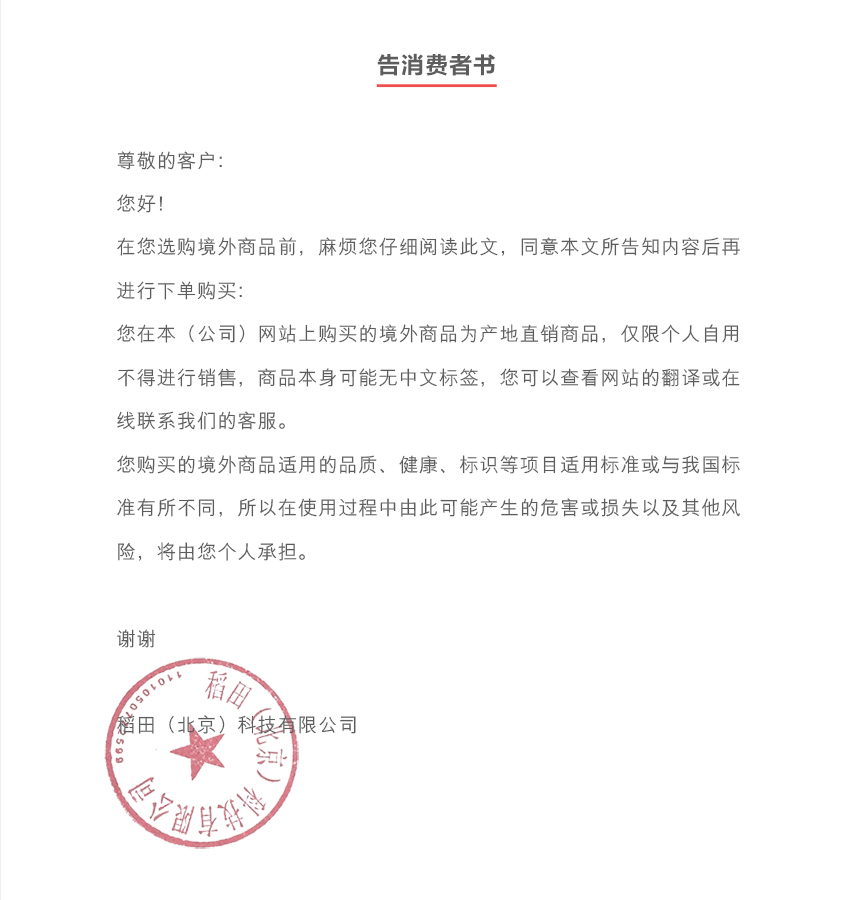 告消费者书
尊敬的客户：
您好！
在您选购境外商品前，麻烦您仔细阅读此文，同意本文所告知内容后再
进行下单购买：
您在本（公司）网站上购买的境外商品为产地直销商品，仅限个人自用
不得进行销售，商品本身可能无中文标签，您可以查看网站的翻译或在
线联系我们的客服。
您购买的境外商品适用的品质、健康、标识等项目适用标准或与我国标
准有所不同，所以在使用过程中由此可能产生的危害或损失以及其他风
险，将由您个人承担。
谢谢
稻田（北京）科技有限公司
稻田（北京）科技有限公司